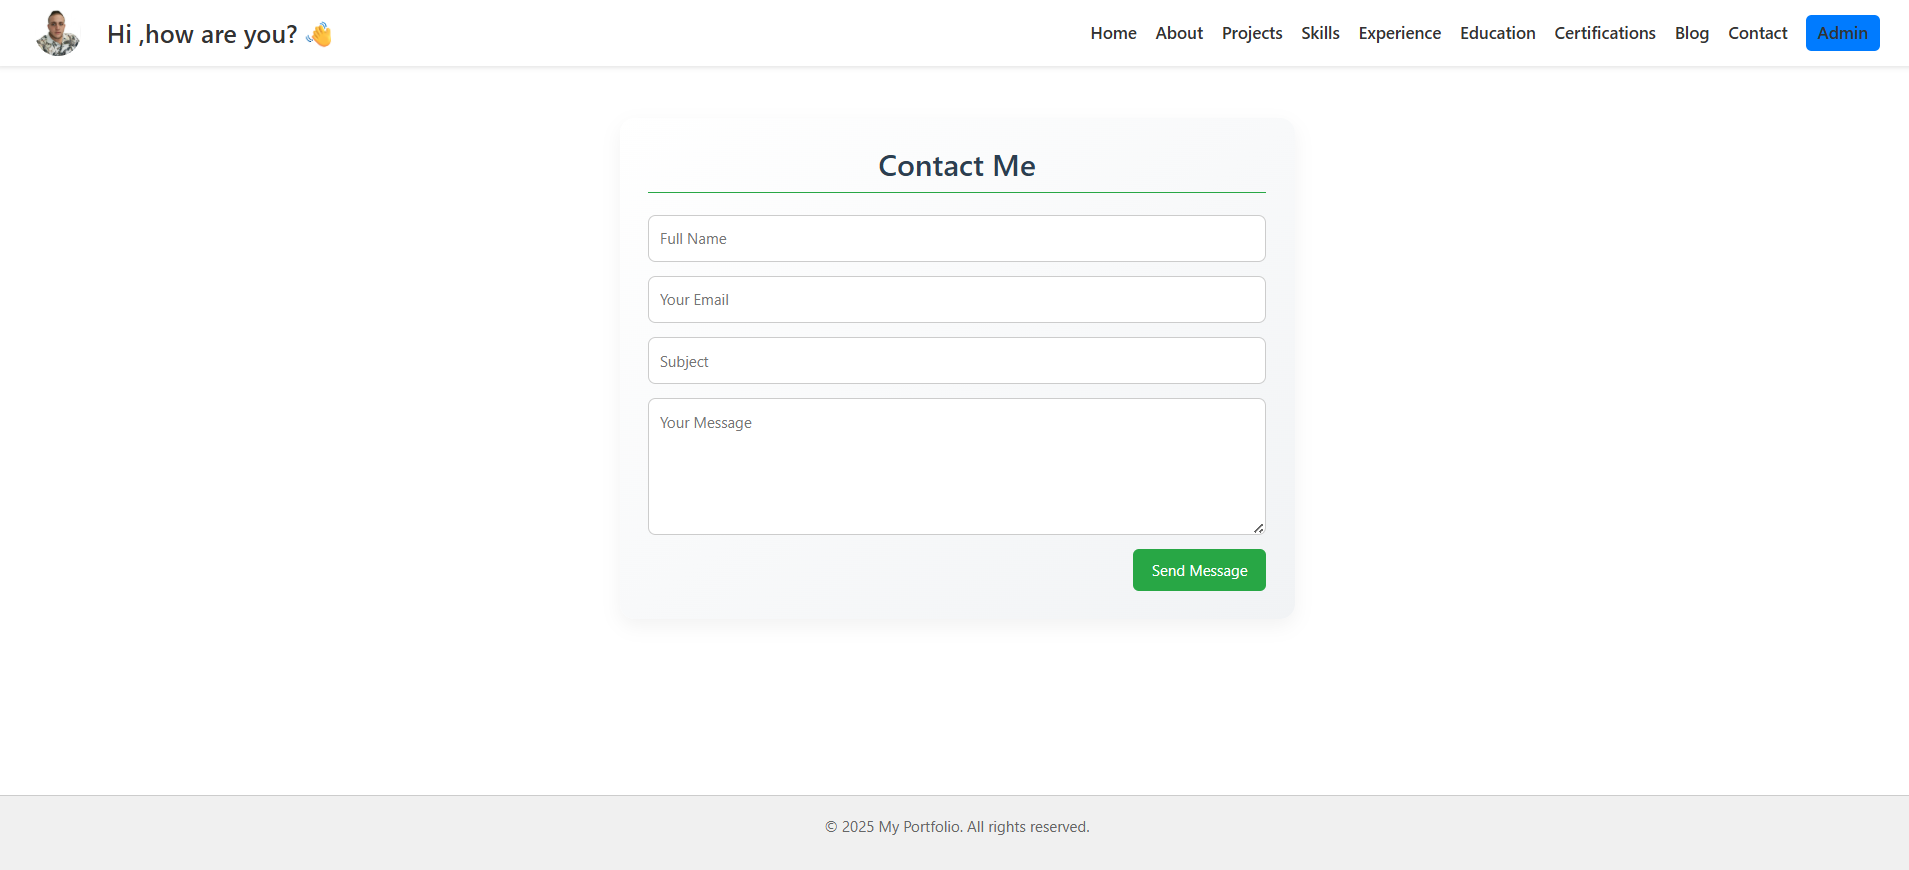 Hi ,how are you? 👋
Home About Projects Skills Experience Education Certifications Blog Contact Admin
Contact Me
Full Name
Your Email
Subject
Your Message
Send Message
© 2025 My Portfolio. All rights reserved.